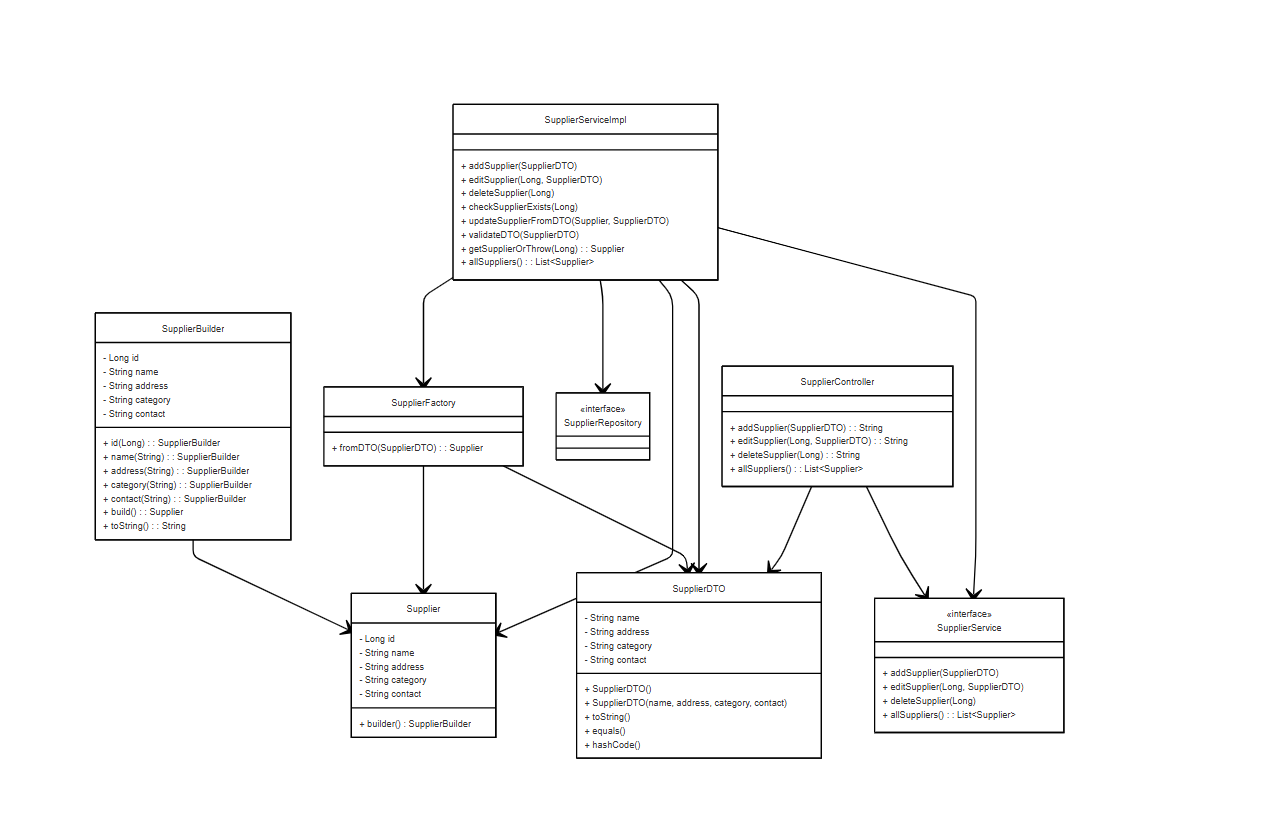 SupplierServiceImpl
+ addSupplier(SupplierDTO)
+ editSupplier(Long, SupplierDTO)
+ deleteSupplier(Long)
+ checkSupplierExists(Long)
+ updateSupplierFromDTO(Supplier, SupplierDTO)
+ validateDTO(SupplierDTO)
+ getSupplierOrThrow(Long) : : Supplier
+ allSuppliers() : : List<Supplier>
SupplierBuilder
- Long id
- String name
- String address
- String category
- String contact
+ id(Long) : : SupplierBuilder
+ name(String) : : SupplierBuilder
+ address(String) : : SupplierBuilder
+ category(String) : : SupplierBuilder
+ contact(String) : : SupplierBuilder
+ build() : : Supplier
+ toString() : : String
SupplierFactory
+ fromDTO(SupplierDTO) : : Supplier
«interface»
SupplierRepository
SupplierController
+ addSupplier(SupplierDTO) : : String
+ editSupplier(Long, SupplierDTO) : : String
+ deleteSupplier(Long) : : String
+ allSuppliers() : : List<Supplier>
Supplier
- Long id
- String name
- String address
- String category
- String contact
+ builder() : SupplierBuilder
SupplierDTO
- String name
- String address
- String category
- String contact
+ SupplierDTO()
+ SupplierDTO(name, address, category, contact)
+ toString()
+ equals()
+ hashCode()
«interface»
SupplierService
+ addSupplier(SupplierDTO)
+ editSupplier(Long, SupplierDTO)
+ deleteSupplier(Long)
+ allSuppliers() : : List<Supplier>